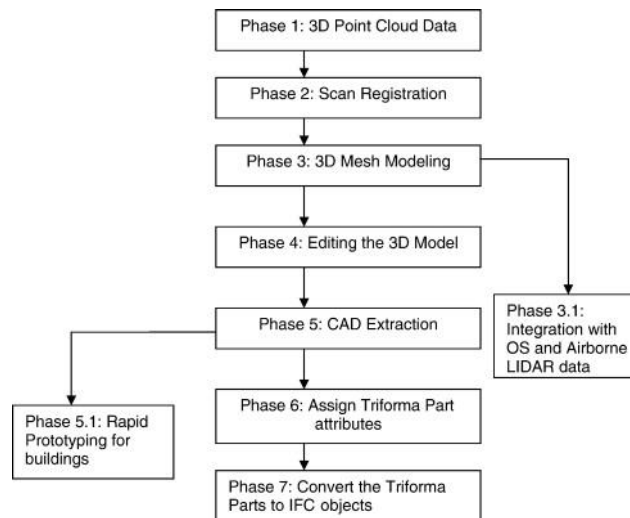 Phase 1: 3D Point Cloud Data
Phase 2: Scan Registration
Phase 3: 3D Mesh Modeling
Phase 4: Editing the 3D Model
Phase 3.1:
Integration with
OS and Airborne
LIDAR data
Phase 5: CAD Extraction
Phase 5.1: Rapid
Prototyping for
buildings
Phase 6: Assign Triforma Part
attributes
Phase 7: Convert the Triforma
Parts to IFC objects